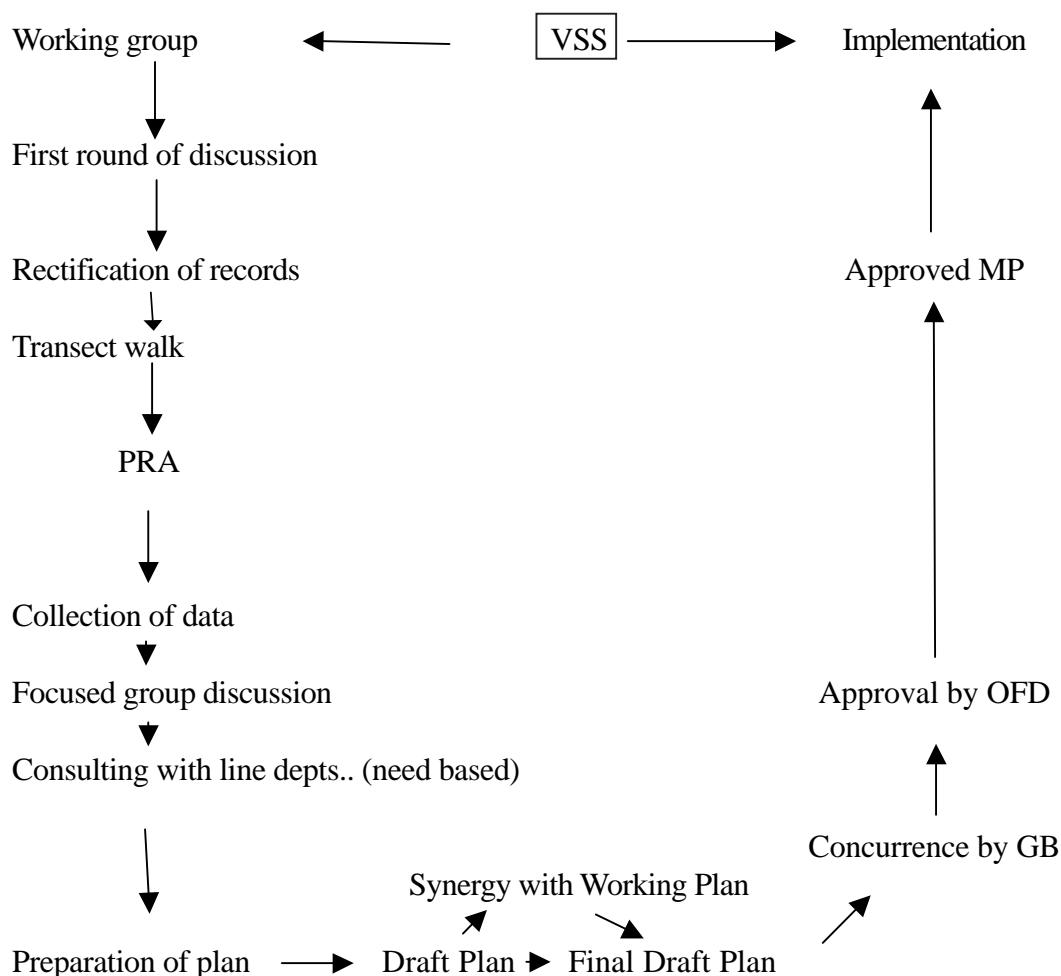 Working group
VSS
Implementation
First round of discussion
Rectification of records
Approved MP
Transect walk
PRA
Collection of data
Focused group discussion
Approval by OFD
Consulting with line depts.. (need based)
Concurrence by GB
Synergy with Working Plan
Preparation of plan
Draft Plan
Final Draft Plan